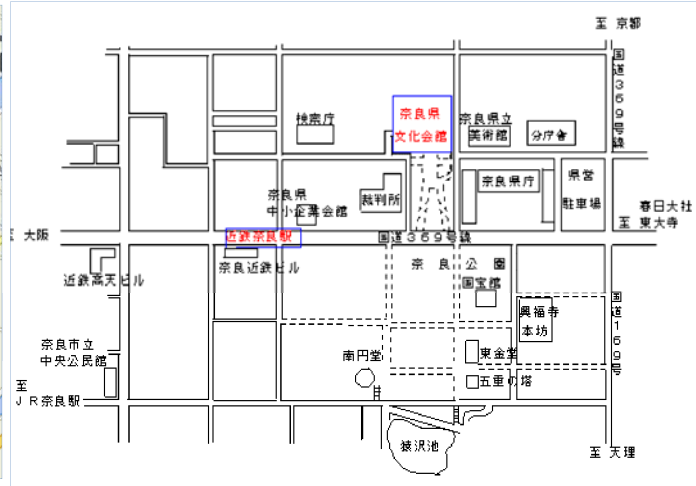 至 京都
国道369号線
奈良県
文化会館
検察庁
奈良県立
美術館
分庁舎
奈良県庁
県営
駐車場
裁判所
奈良県
中小企業会館
春日大社
至 東大寺
至 大阪
近鉄奈良駅
国道369号線
近鉄高天ビル
奈良近鉄ビル
奈良公園
国宝館
興福寺
本坊
国道169号
奈良市立
中央公民館
南円堂
東金堂
五重の塔
至
JR奈良駅
猿沢池
至 天理